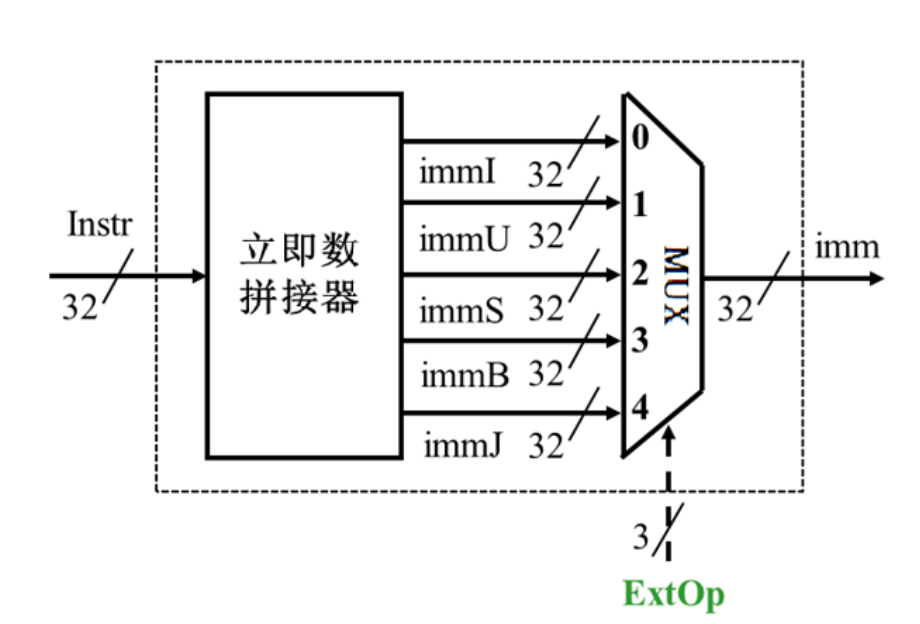 Instr
32
立即数
拼接器
immI 32
immU 32
immS 32
immB 32
immJ 32
0
1
2
3
4
MUX
32
imm
3
ExtOp